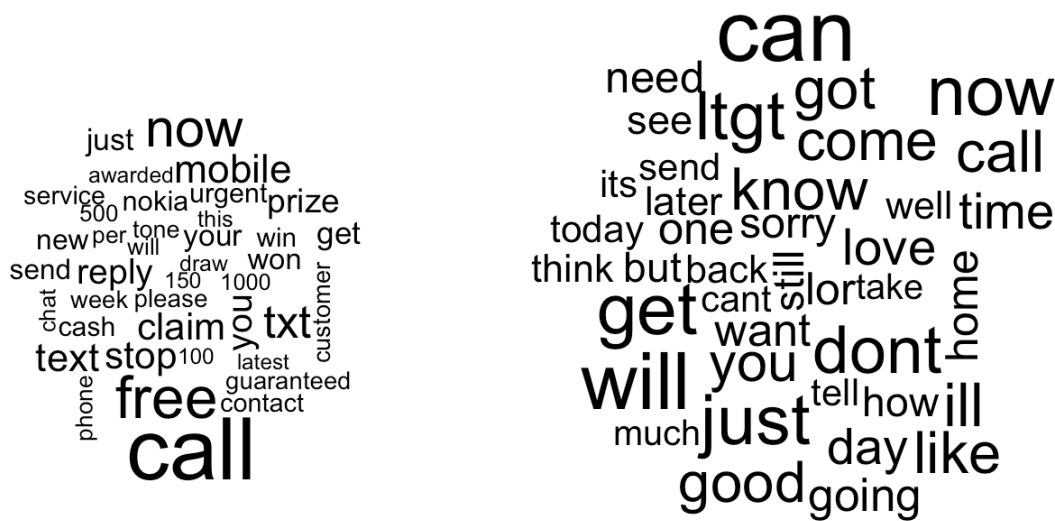 just now
awarded mobile
service 500 nokia urgent prize
new per tone will this your win get
send reply draw 150 1000 won
chat week please customer
cash claim you txt
text stop 100 latest
phone free guaranteed
contact
call
can
need got now
see ltgt come call
its send know
later well time
today one sorry love
think but back still home
get cant lor take
want
will you dont
tell how ill
much just day like
good going